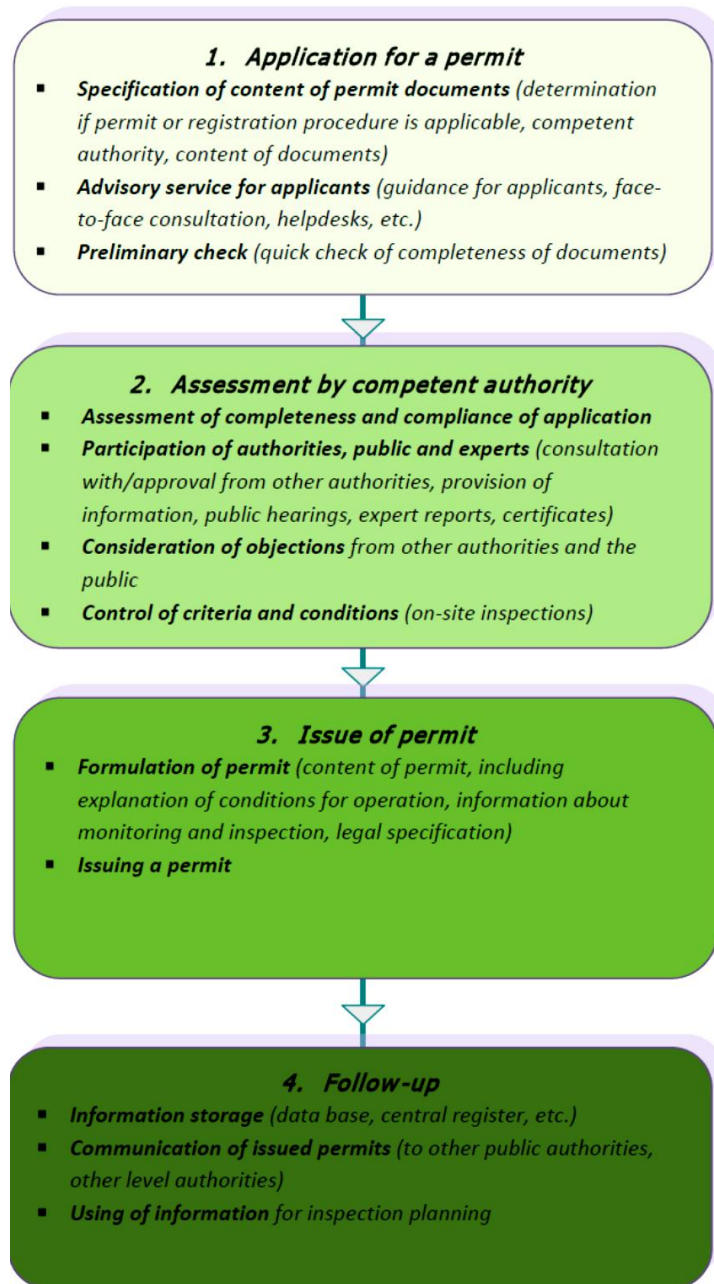 1. Application for a permit
▪ Specification of content of permit documents (determination
if permit or registration procedure is applicable, competent
authority, content of documents)
▪ Advisory service for applicants (guidance for applicants, face-
to-face consultation, helpdesks, etc.)
▪ Preliminary check (quick check of completeness of documents)
2. Assessment by competent authority
▪ Assessment of completeness and compliance of application
▪ Participation of authorities, public and experts (consultation
with/approval from other authorities, provision of
information, public hearings, expert reports, certificates)
▪ Consideration of objections from other authorities and the
public
▪ Control of criteria and conditions (on-site inspections)
3. Issue of permit
▪ Formulation of permit (content of permit, including
explanation of conditions for operation, information about
monitoring and inspection, legal specification)
▪ Issuing a permit
4. Follow-up
▪ Information storage (data base, central register, etc.)
▪ Communication of issued permits (to other public authorities,
other level authorities)
▪ Using of information for inspection planning